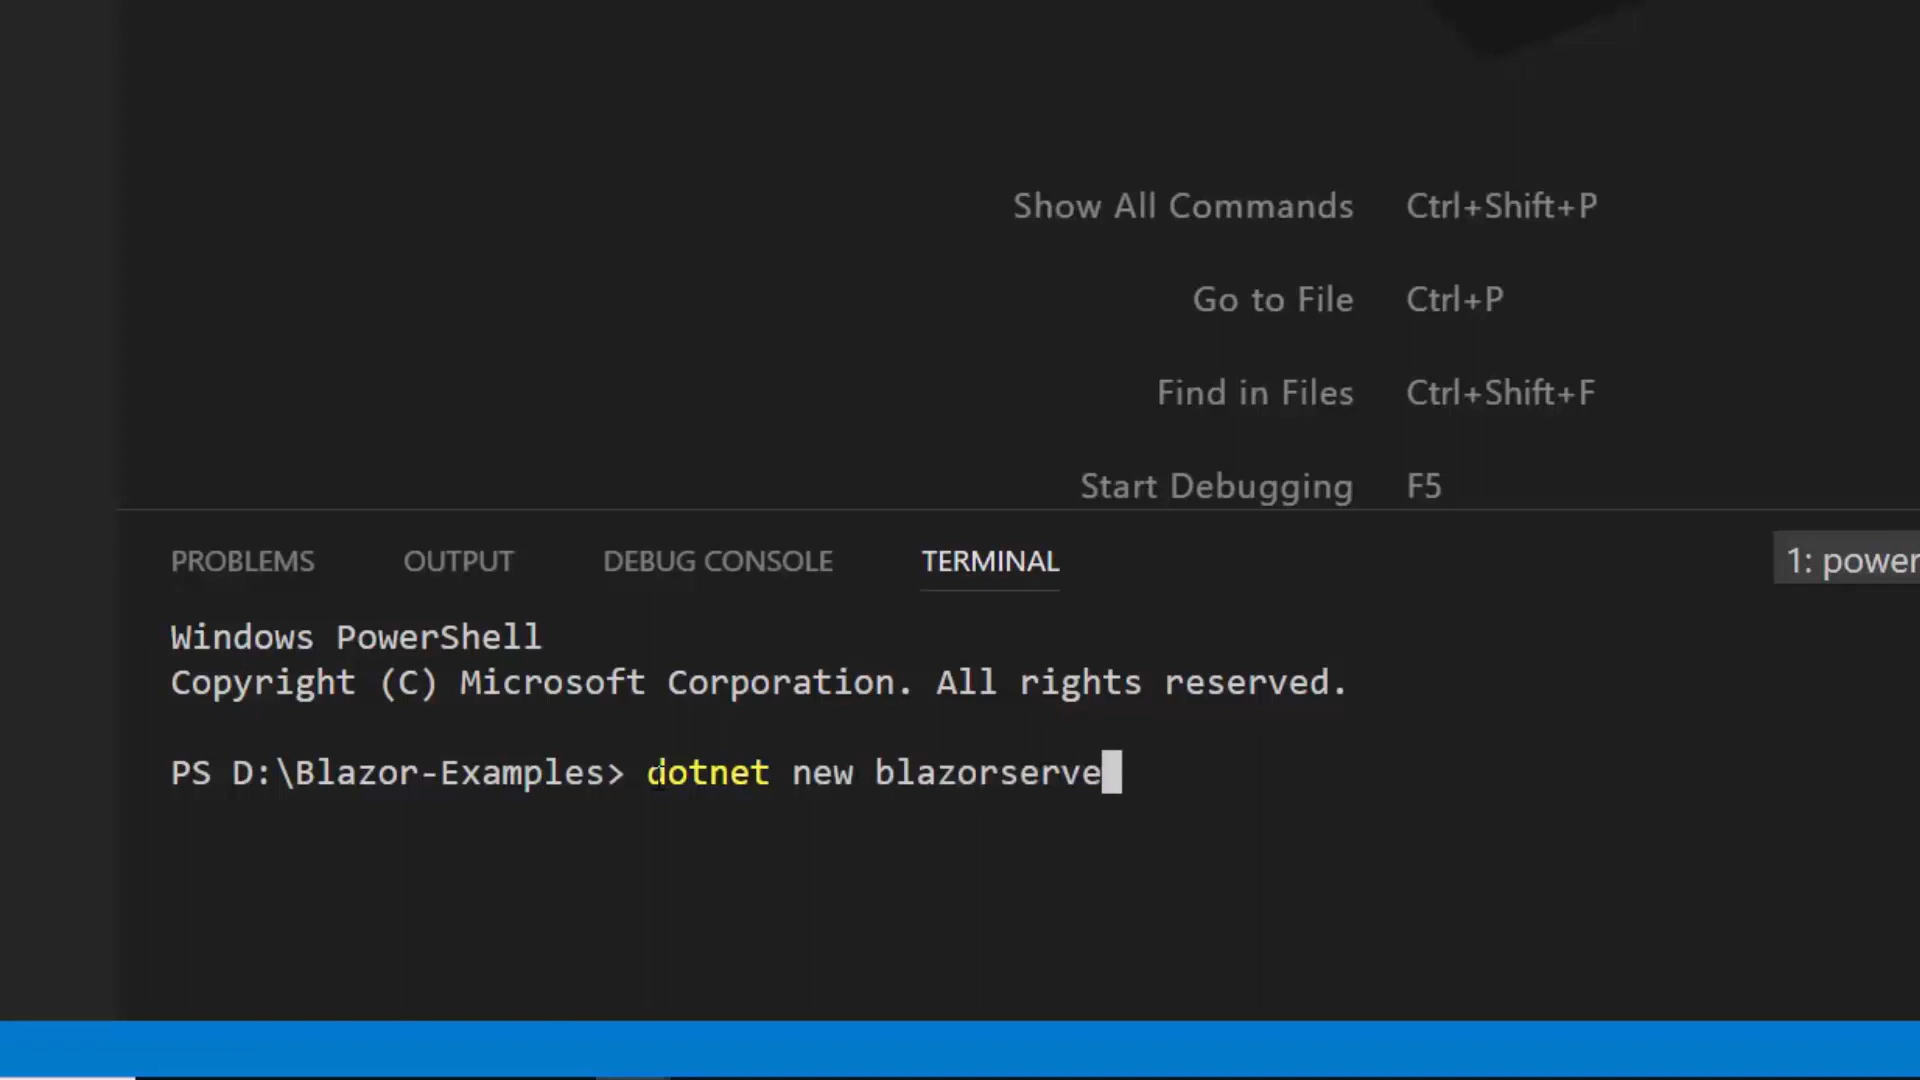 Show All Commands Ctrl+Shift+P
Go to File Ctrl+P
Find in Files Ctrl+Shift+F
Start Debugging F5
PROBLEMS OUTPUT DEBUG CONSOLE TERMINAL 1: power
Windows PowerShell
Copyright (C) Microsoft Corporation. All rights reserved.
PS D:\Blazor-Examples> dotnet new blazorserve